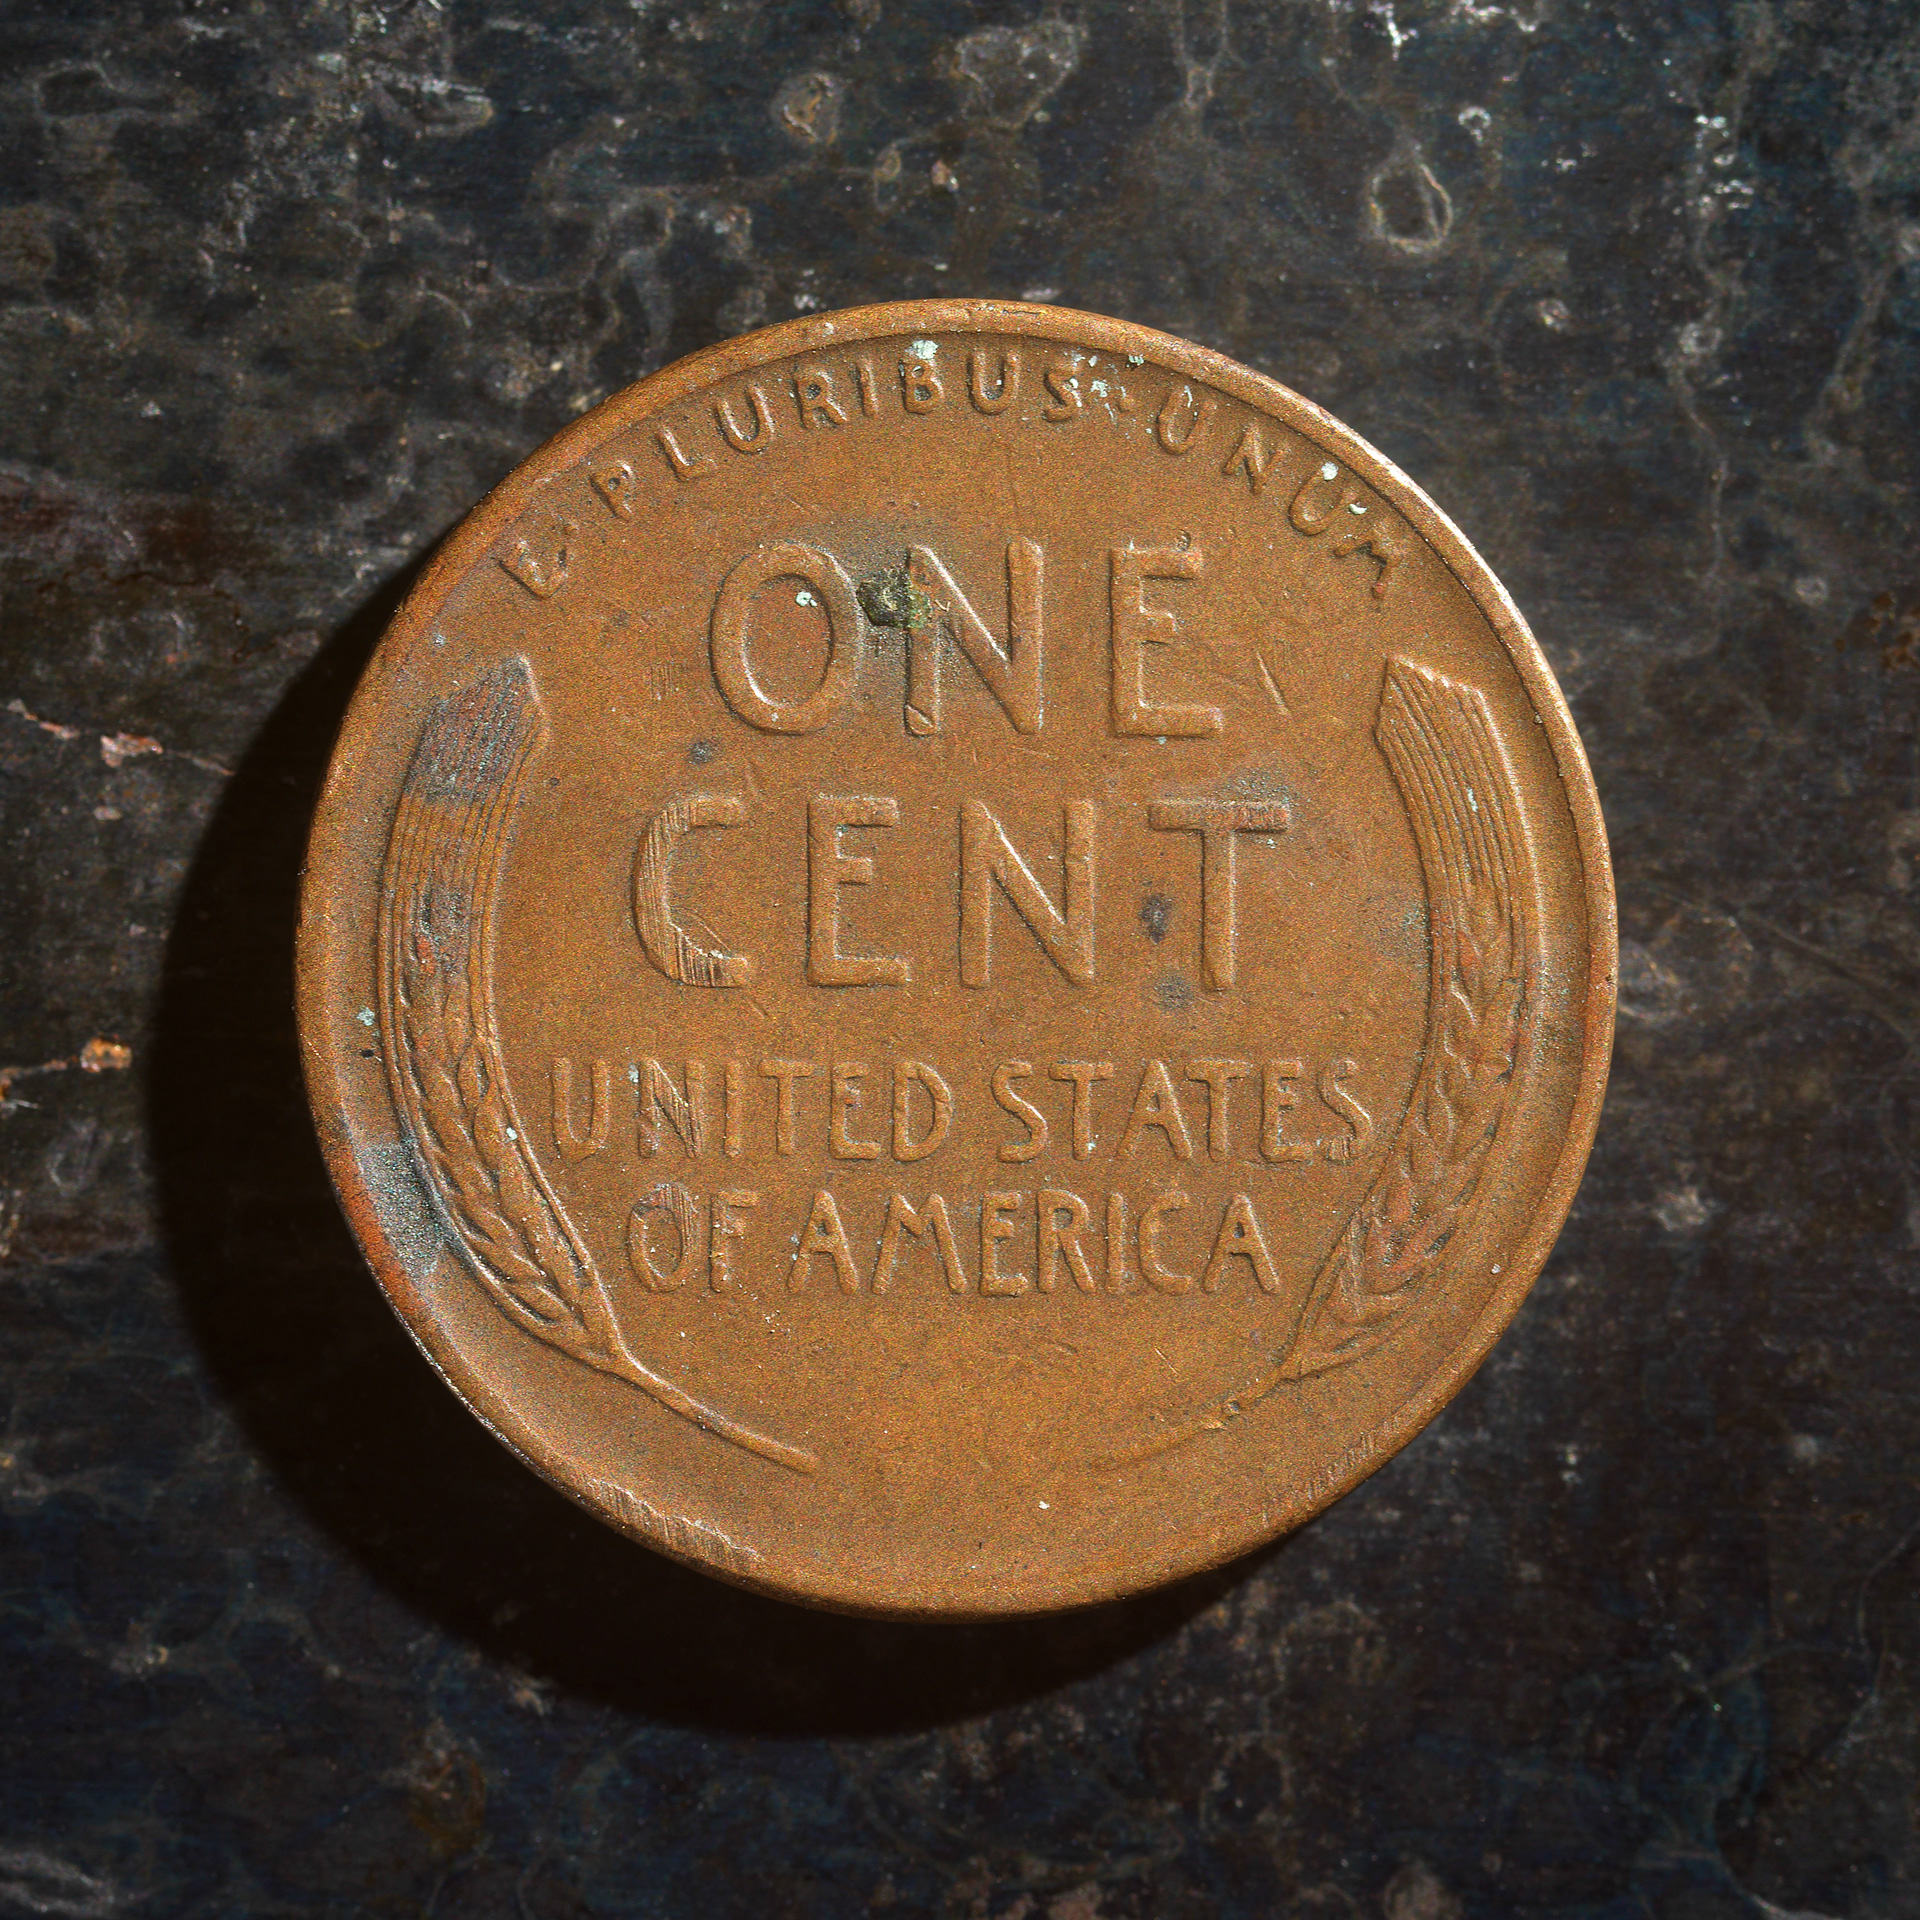 E·PLURIBUS·UNUM
ONE
CENT
UNITED STATES
OF AMERICA